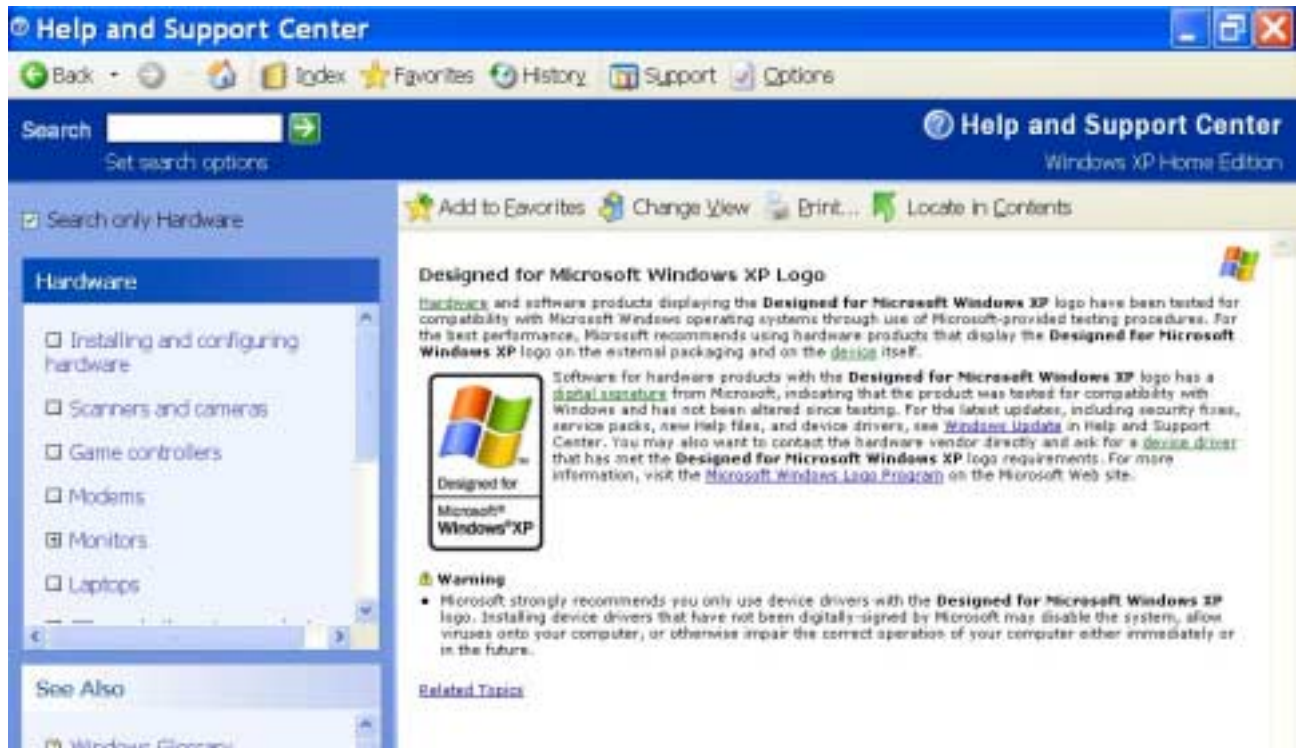 Help and Support Center
Back Index Favorites History Support Options
Search
Set search options
Help and Support Center
Windows XP Home Edition
Search only Hardware
Add to Favorites Change View Print... Locate in Contents
Hardware
Installing and configuring
hardware
Scanners and cameras
Game controllers
Modems
Monitors
Laptops
See Also
Windows Glossary
Designed for Microsoft Windows XP Logo
Hardware and software products displaying the Designed for Microsoft Windows XP logo have been tested for
compatibility with Microsoft Windows operating systems through use of Microsoft-provided testing procedures. For
the best performance, Microsoft recommends using hardware products that display the Designed for Microsoft
Windows XP logo on the external packaging and on the device itself.
Designed for
Microsoft®
Windows®XP
Software for hardware products with the Designed for Microsoft Windows XP logo has a
digital signature from Microsoft, indicating that the product was tested for compatibility with
Windows and has not been altered since testing. For the latest updates, including security fixes,
service packs, new Help files, and device drivers, see Windows Update in Help and Support
Center. You may also want to contact the hardware vendor directly and ask for a device driver
that has met the Designed for Microsoft Windows XP logo requirements. For more
information, visit the Microsoft Windows Logo Program on the Microsoft Web site.
Warning
• Microsoft strongly recommends you only use device drivers with the Designed for Microsoft Windows XP
logo. Installing device drivers that have not been digitally-signed by Microsoft may disable the system, allow
viruses onto your computer, or otherwise impair the correct operation of your computer either immediately or
in the future.
Related Topics